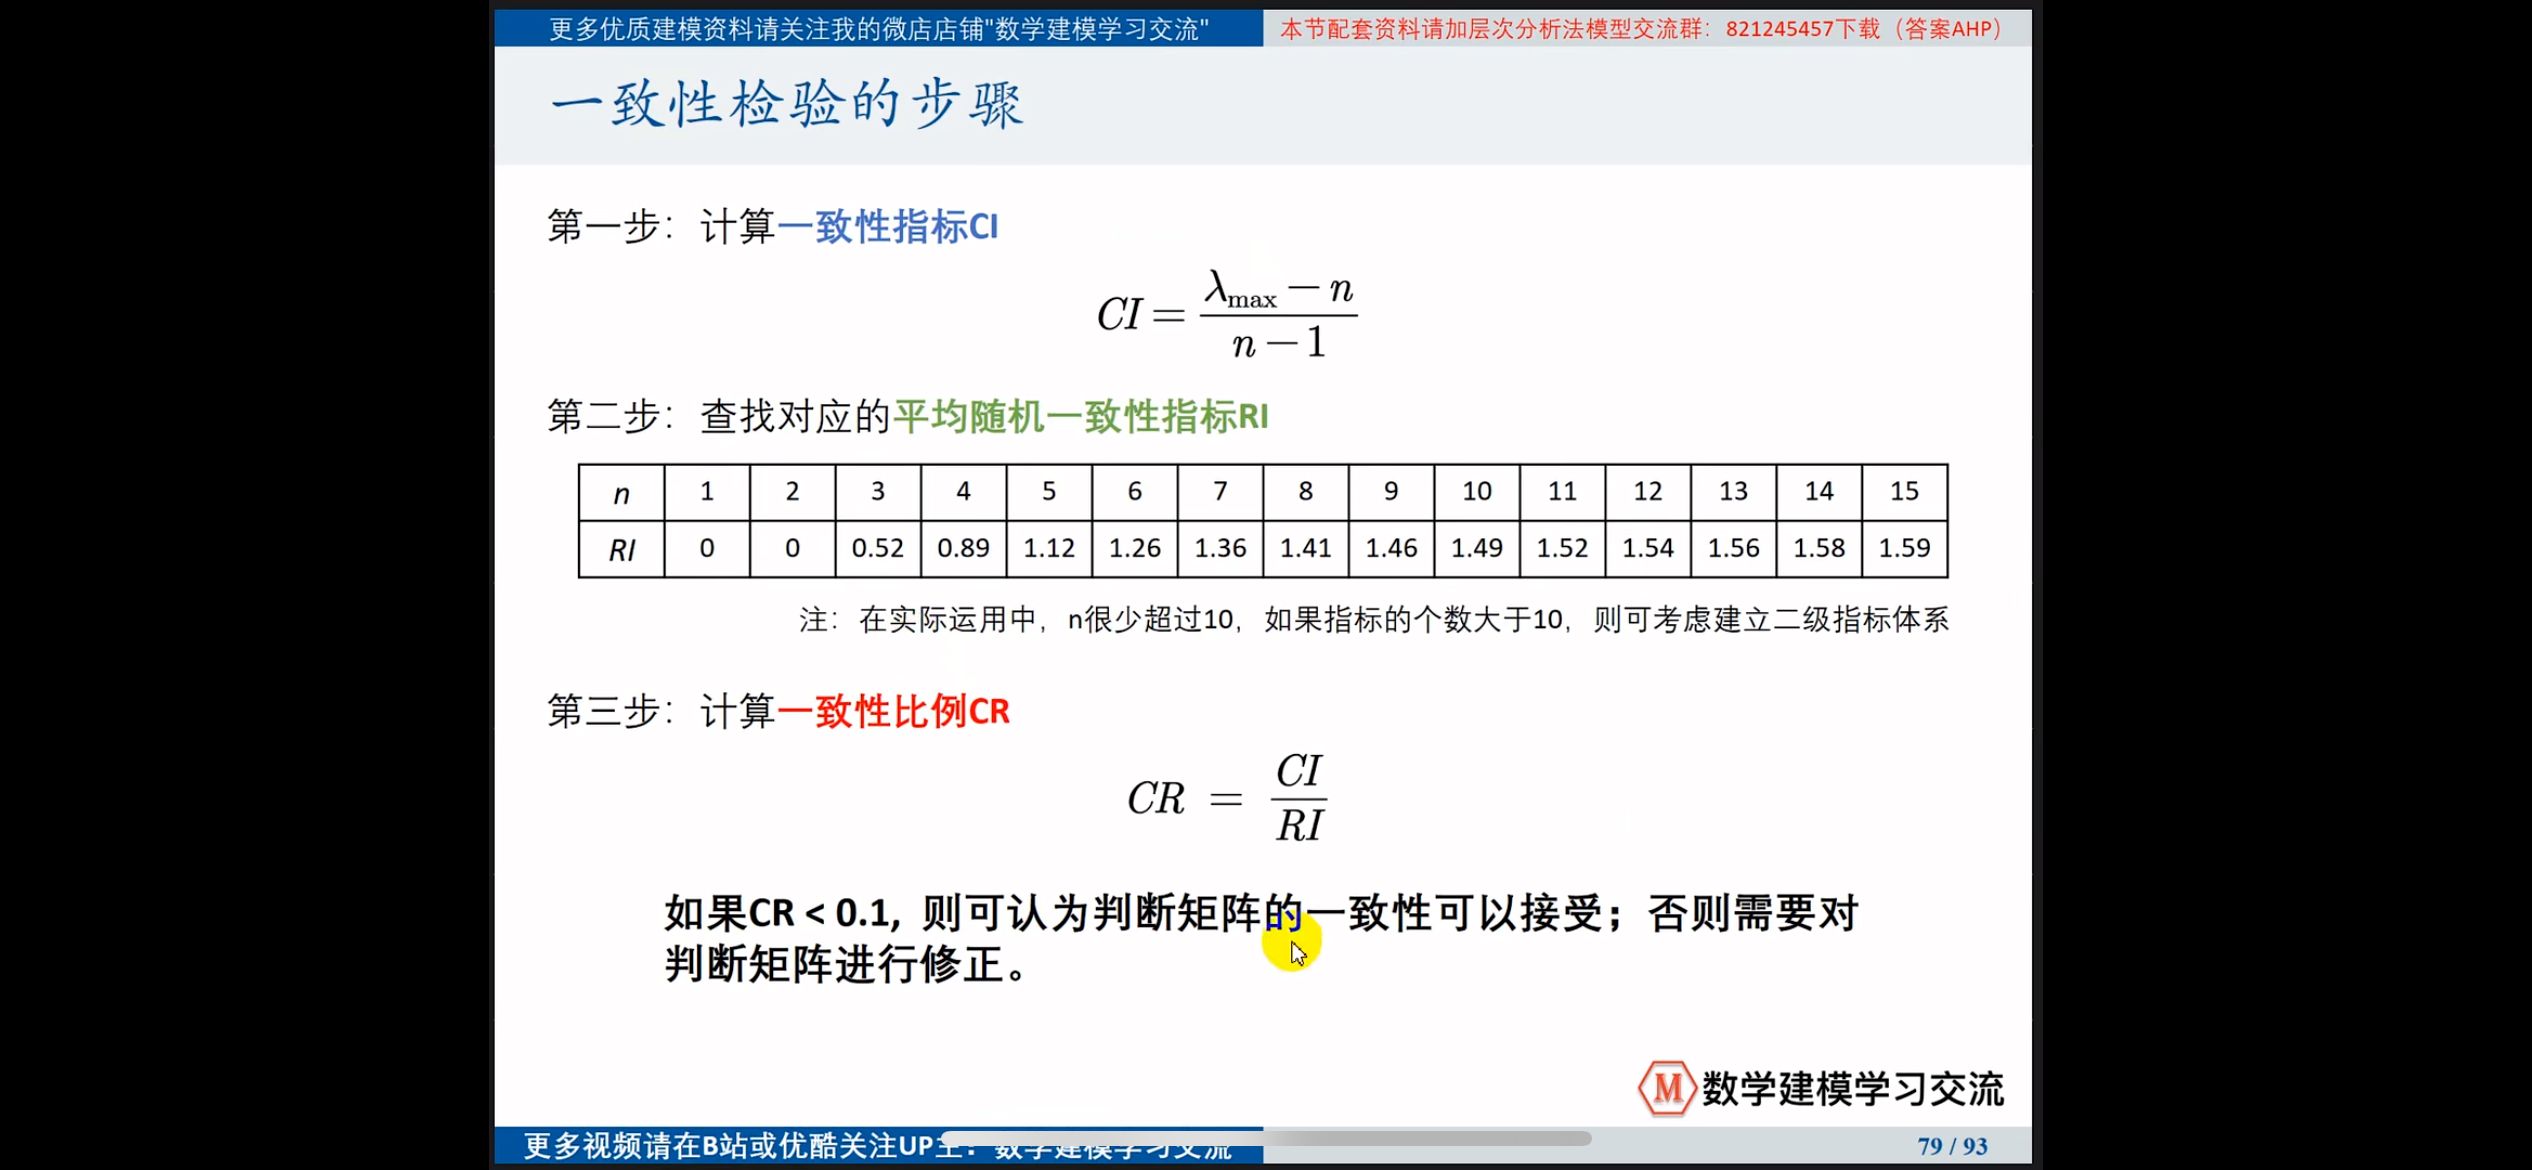 更多优质建模资料请关注我的微店店铺"数学建模学习交流"
本节配套资料请加层次分析法模型交流群：821245457下载（答案AHP）
一致性检验的步骤
第一步：计算一致性指标CI
CI = (λmax − n) / (n − 1)
第二步：查找对应的平均随机一致性指标RI
n 1 2 3 4 5 6 7 8 9 10 11 12 13 14 15
RI 0 0 0.52 0.89 1.12 1.26 1.36 1.41 1.46 1.49 1.52 1.54 1.56 1.58 1.59
注：在实际运用中，n很少超过10，如果指标的个数大于10，则可考虑建立二级指标体系
第三步：计算一致性比例CR
CR = CI / RI
如果CR < 0.1, 则可认为判断矩阵的一致性可以接受；否则需要对
判断矩阵进行修正。
M 数学建模学习交流
更多视频请在B站或优酷关注UP主：数学建模学习交流
79 / 93